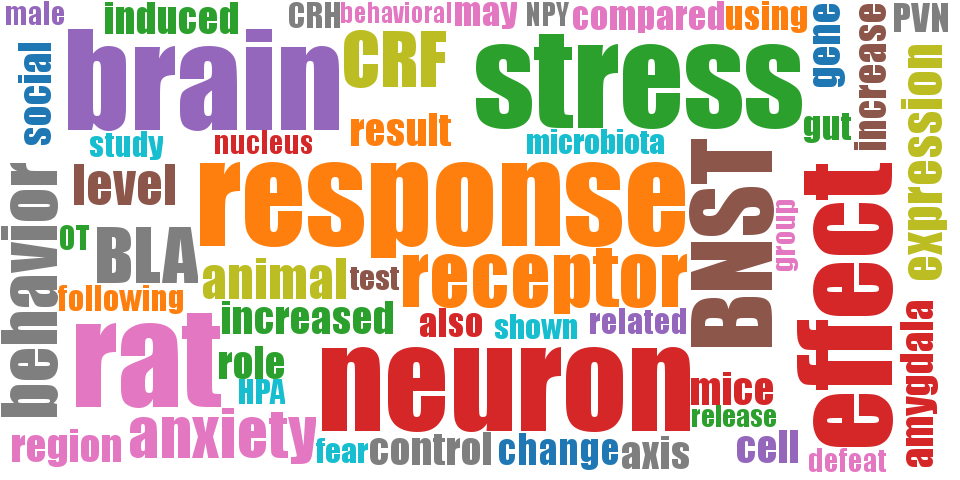 male
induced
CRH
behavioral
may
NPY
compared
using
gene
increase
PVN
social
brain
CRF
stress
expression
study
nucleus
result
microbiota
gut
behavior
level
response
BNST
group
effect
OT
BLA
animal
test
receptor
following
rat
increased
also
shown
related
amygdala
role
HPA
neuron
mice
release
region
anxiety
fear
control
change
axis
cell
defeat